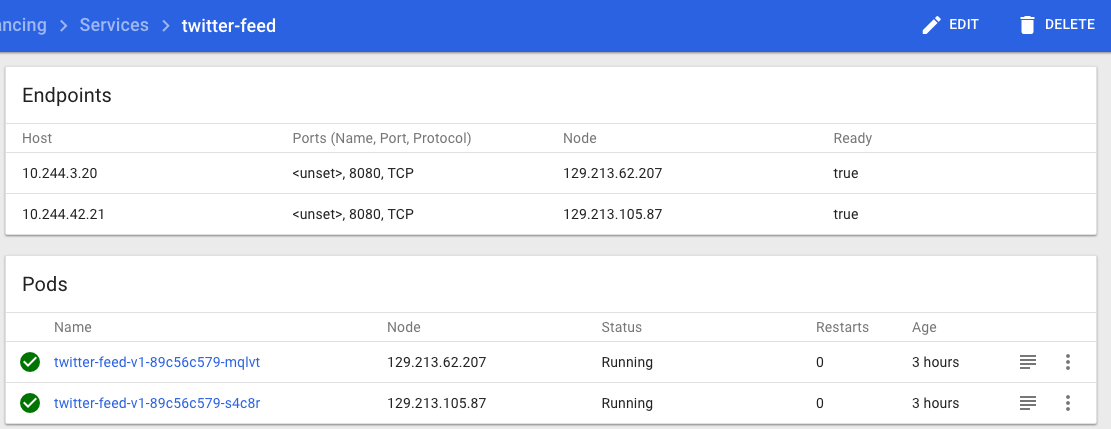 Services > twitter-feed EDIT DELETE
Endpoints
Host Ports (Name, Port, Protocol) Node Ready
10.244.3.20 <unset>, 8080, TCP 129.213.62.207 true
10.244.42.21 <unset>, 8080, TCP 129.213.105.87 true
Pods
Name Node Status Restarts Age
twitter-feed-v1-89c56c579-mqlvt 129.213.62.207 Running 0 3 hours
twitter-feed-v1-89c56c579-s4c8r 129.213.105.87 Running 0 3 hours